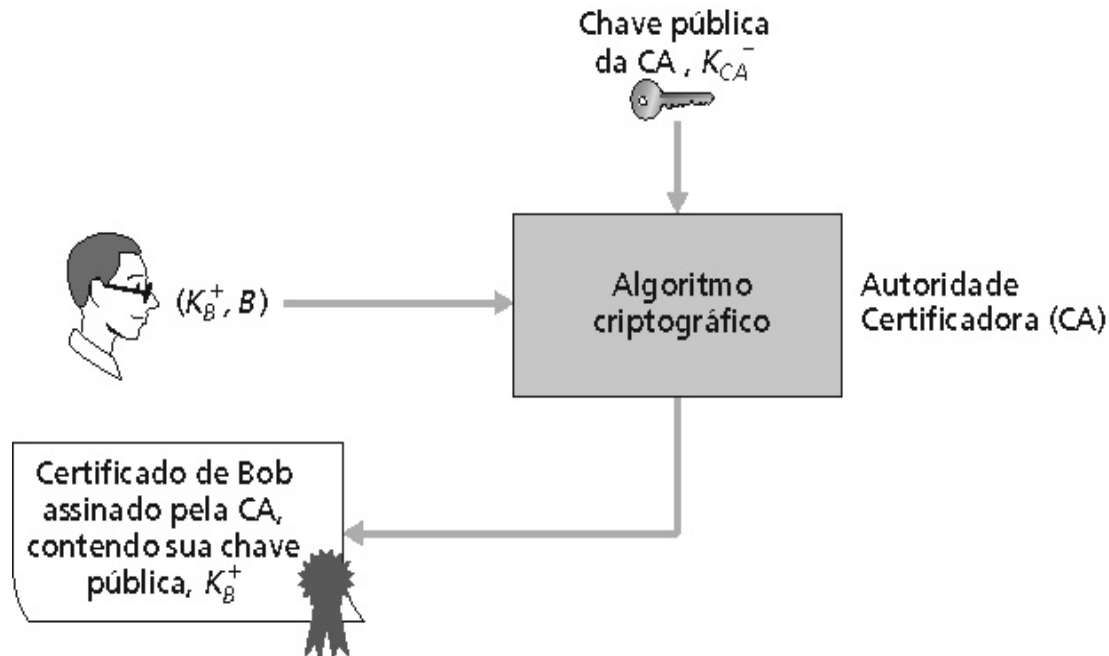 Chave pública
da CA , K_CA^-
(K_B^+, B)
Algoritmo
criptográfico
Autoridade
Certificadora (CA)
Certificado de Bob
assinado pela CA,
contendo sua chave
pública, K_B^+